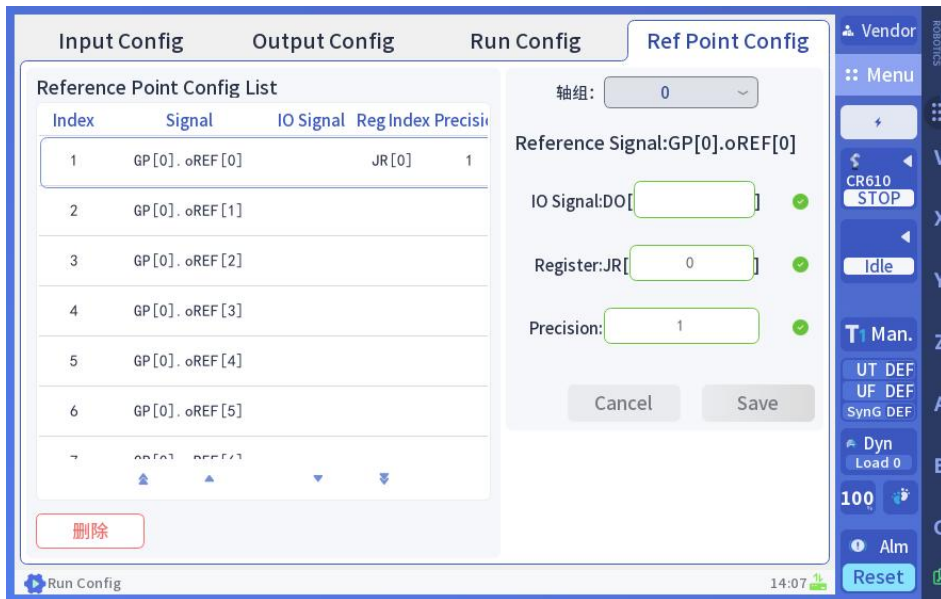 Input Config
Output Config
Run Config
Ref Point Config
Reference Point Config List
Index Signal IO Signal Reg Index
1 GP[0].oREF[0] JR[0] 1
2 GP[0].oREF[1]
3 GP[0].oREF[2]
4 GP[0].oREF[3]
5 GP[0].oREF[4]
6 GP[0].oREF[5]
删除
轴组: 0
Reference Signal:GP[0].oREF[0]
IO Signal:DO[ ]
Register:JR[ 0 ]
Precision: 1
Cancel Save
Vendor
Menu
CR610
STOP
Idle
T1 Man.
UT DEF
UF DEF
SynG DEF
Dyn
Load 0
100%
Alm
Reset
Run Config
14:07
ROBOTICS